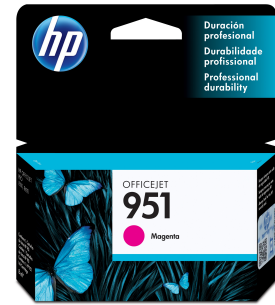 hp
Duración
profesional
Durabilidade
profissional
Professional
durability
OFFICEJET
951
Magenta